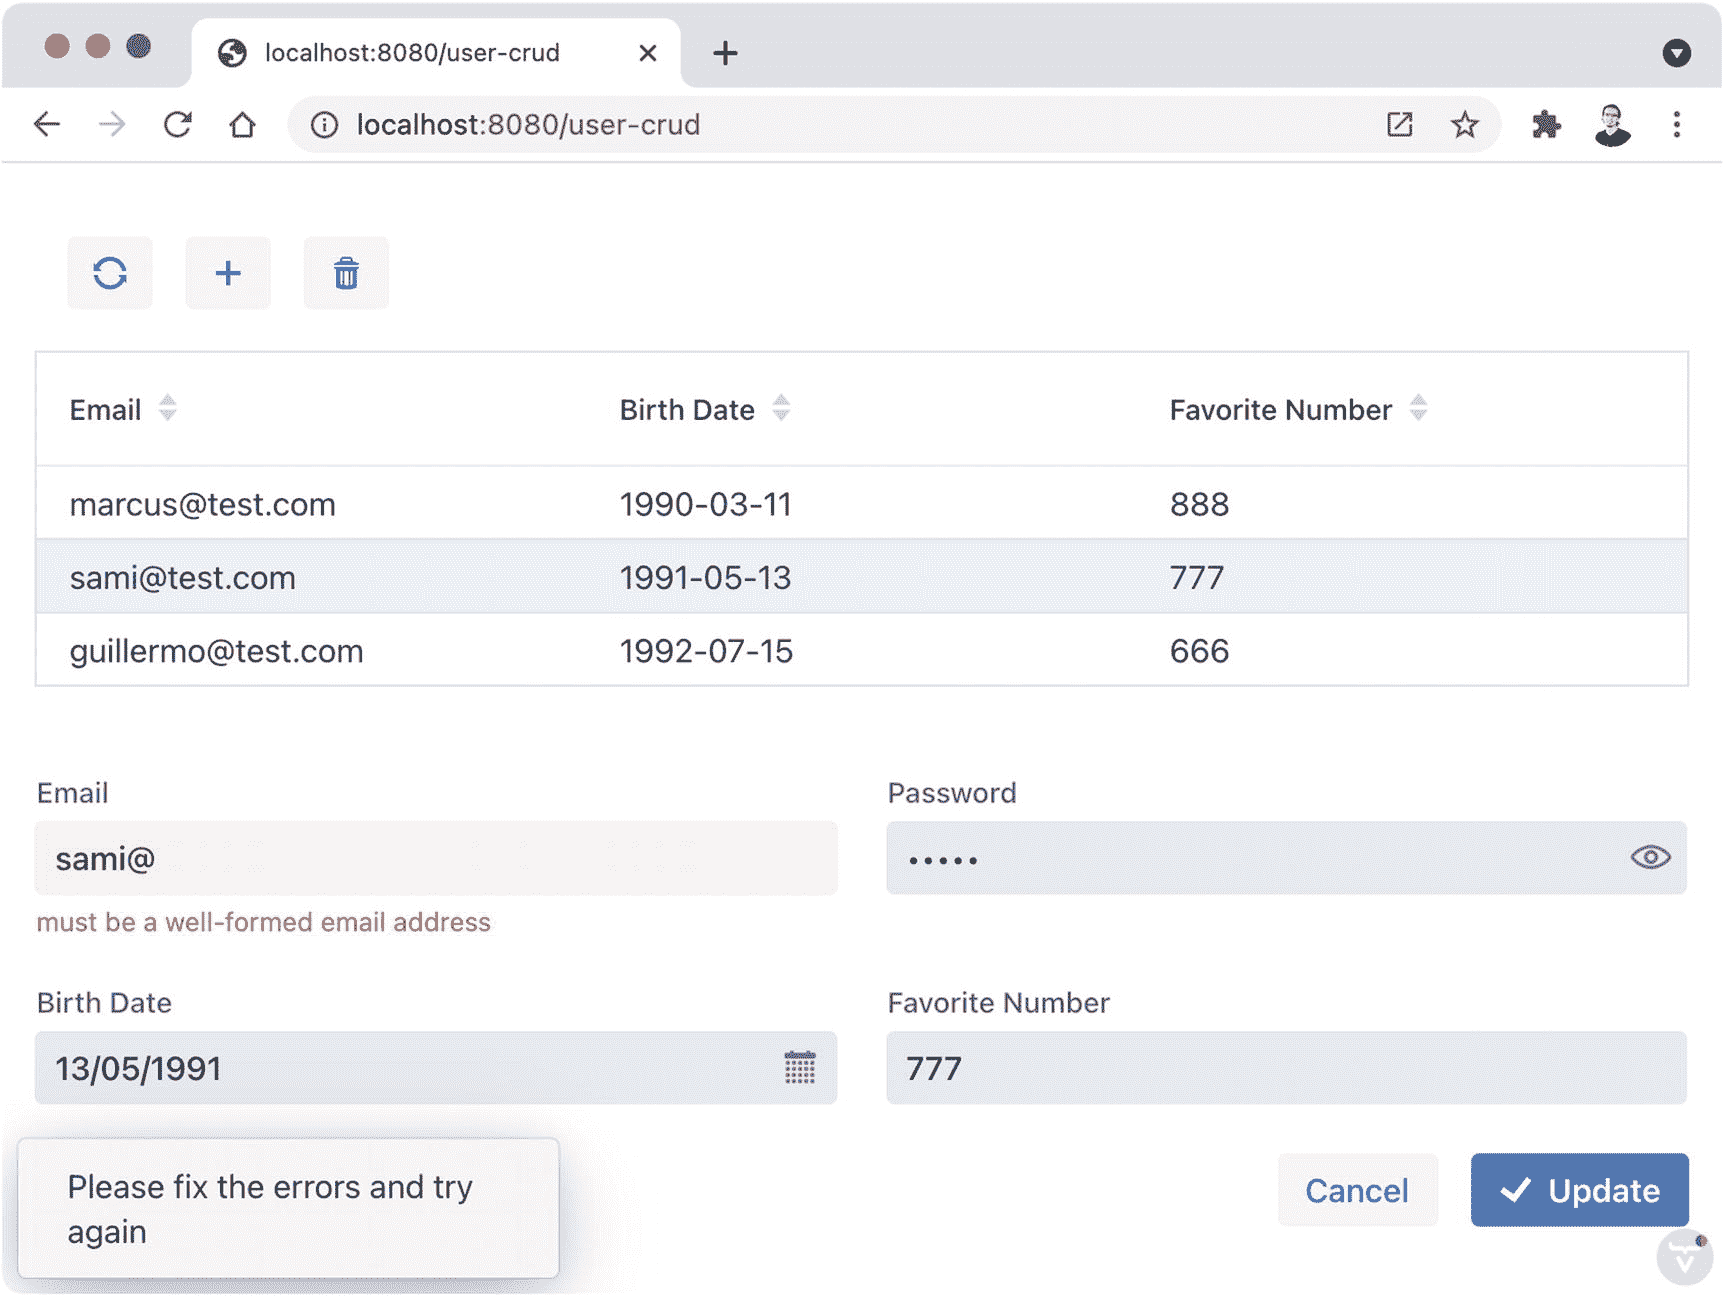 localhost:8080/user-crud
localhost:8080/user-crud
Email Birth Date Favorite Number
marcus@test.com 1990-03-11 888
sami@test.com 1991-05-13 777
guillermo@test.com 1992-07-15 666
Email Password
sami@ •••••
must be a well-formed email address
Birth Date Favorite Number
13/05/1991 777
Please fix the errors and try
again
Cancel Update